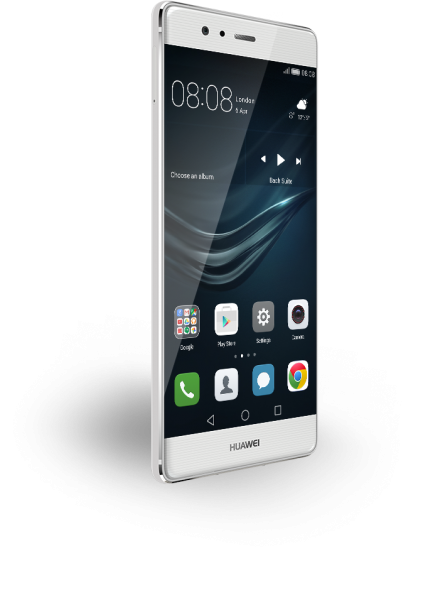 08:08
08:08
London
5 Apr
Choose an album
Back Suite
Google
Play Store
Settings
Camera
HUAWEI